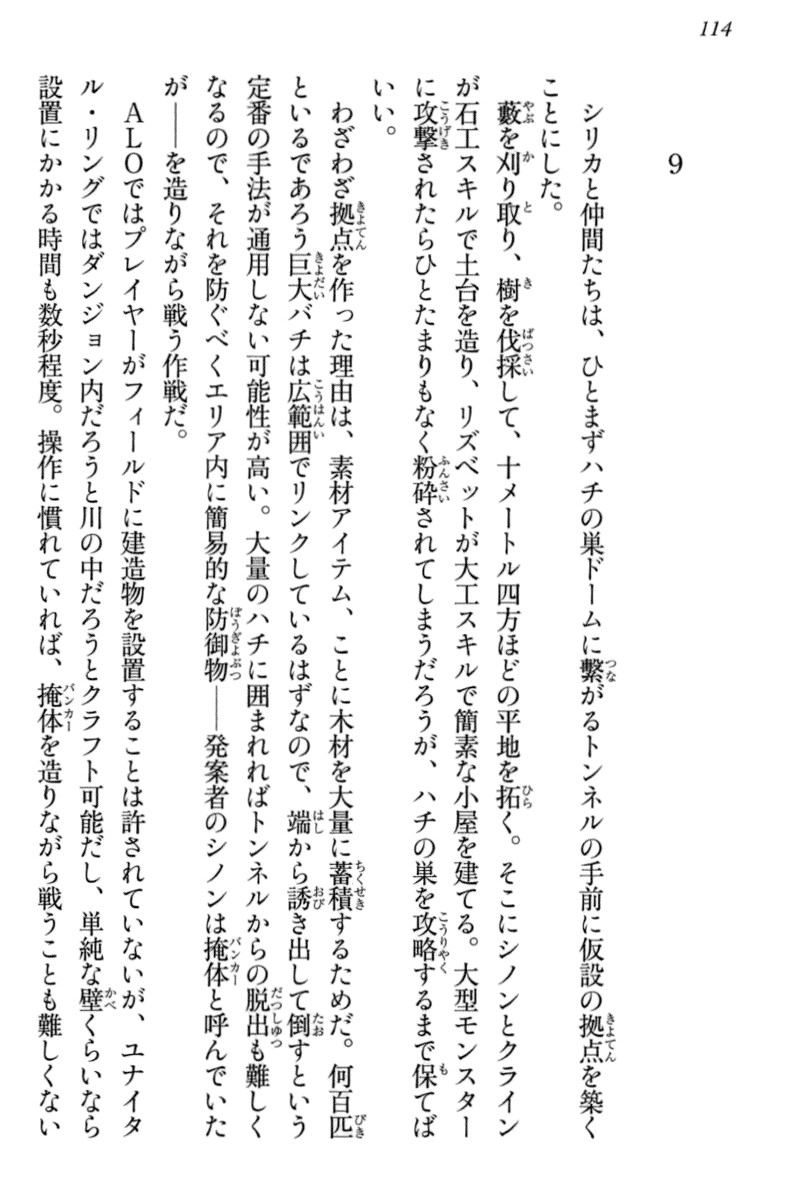 114
9
シリカと仲間たちは、ひとまずハチの巣ドームに繋がるトンネルの手前に仮設の拠点を築く
ことにした。
藪を刈り取り、樹を伐採して、十メートル四方ほどの平地を拓く。そこにシノンとクライン
が石工スキルで土台を造り、リズベットが大工スキルで簡素な小屋を建てる。大型モンスター
に攻撃されたらひとたまりもなく粉砕されてしまうだろうが、ハチの巣を攻略するまで保てば
いい。
わざわざ拠点を作った理由は、素材アイテム、ことに木材を大量に蓄積するためだ。何百匹
といるであろう巨大バチは広範囲でリンクしているはずなので、端から誘き出して倒すという
定番の手法が通用しない可能性が高い。大量のハチに囲まれればトンネルからの脱出も難しく
なるので、それを防ぐべくエリア内に簡易的な防御物――発案者のシノンは掩体と呼んでいた
が――を造りながら戦う作戦だ。
ALOではプレイヤーがフィールドに建造物を設置することは許されていないが、ユナイタ
ル・リングではダンジョン内だろうと川の中だろうとクラフト可能だし、単純な壁くらいなら
設置にかかる時間も数秒程度。操作に慣れていれば、掩体を造りながら戦うことも難しくない